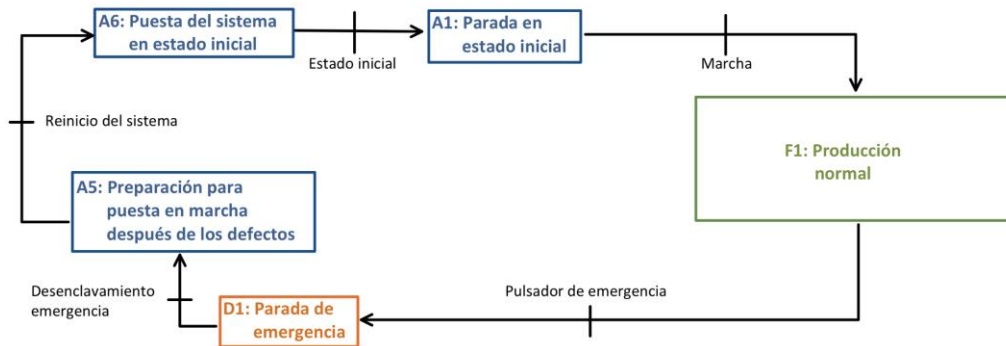 A6: Puesta del sistema
en estado inicial
A1: Parada en
estado inicial
Estado inicial
Marcha
Reinicio del sistema
F1: Producción
normal
A5: Preparación para
puesta en marcha
después de los defectos
Desenclavamiento
emergencia
D1: Parada de
emergencia
Pulsador de emergencia